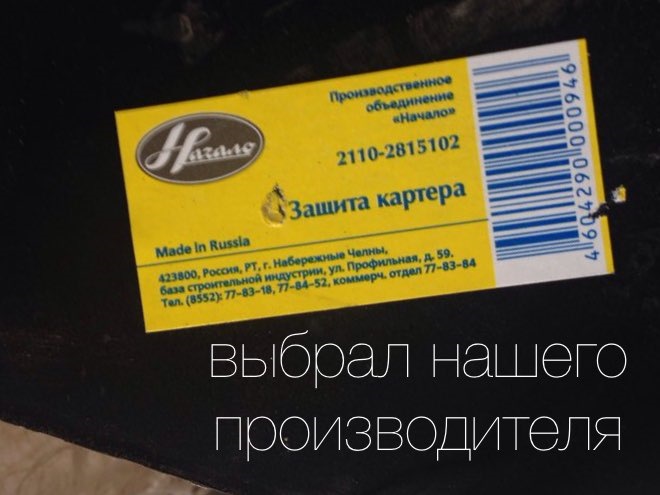 Начало
Производственное
объединение
«Начало»
2110-2815102
Защита картера
Made in Russia
423800, Россия, РТ, г. Набережные Челны,
база строительной индустрии, ул. Профильная, д. 59.
Тел. (8552): 77-83-18, 77-84-52, коммерч. отдел 77-83-84
4 604290 000946
выбрал нашего
производителя